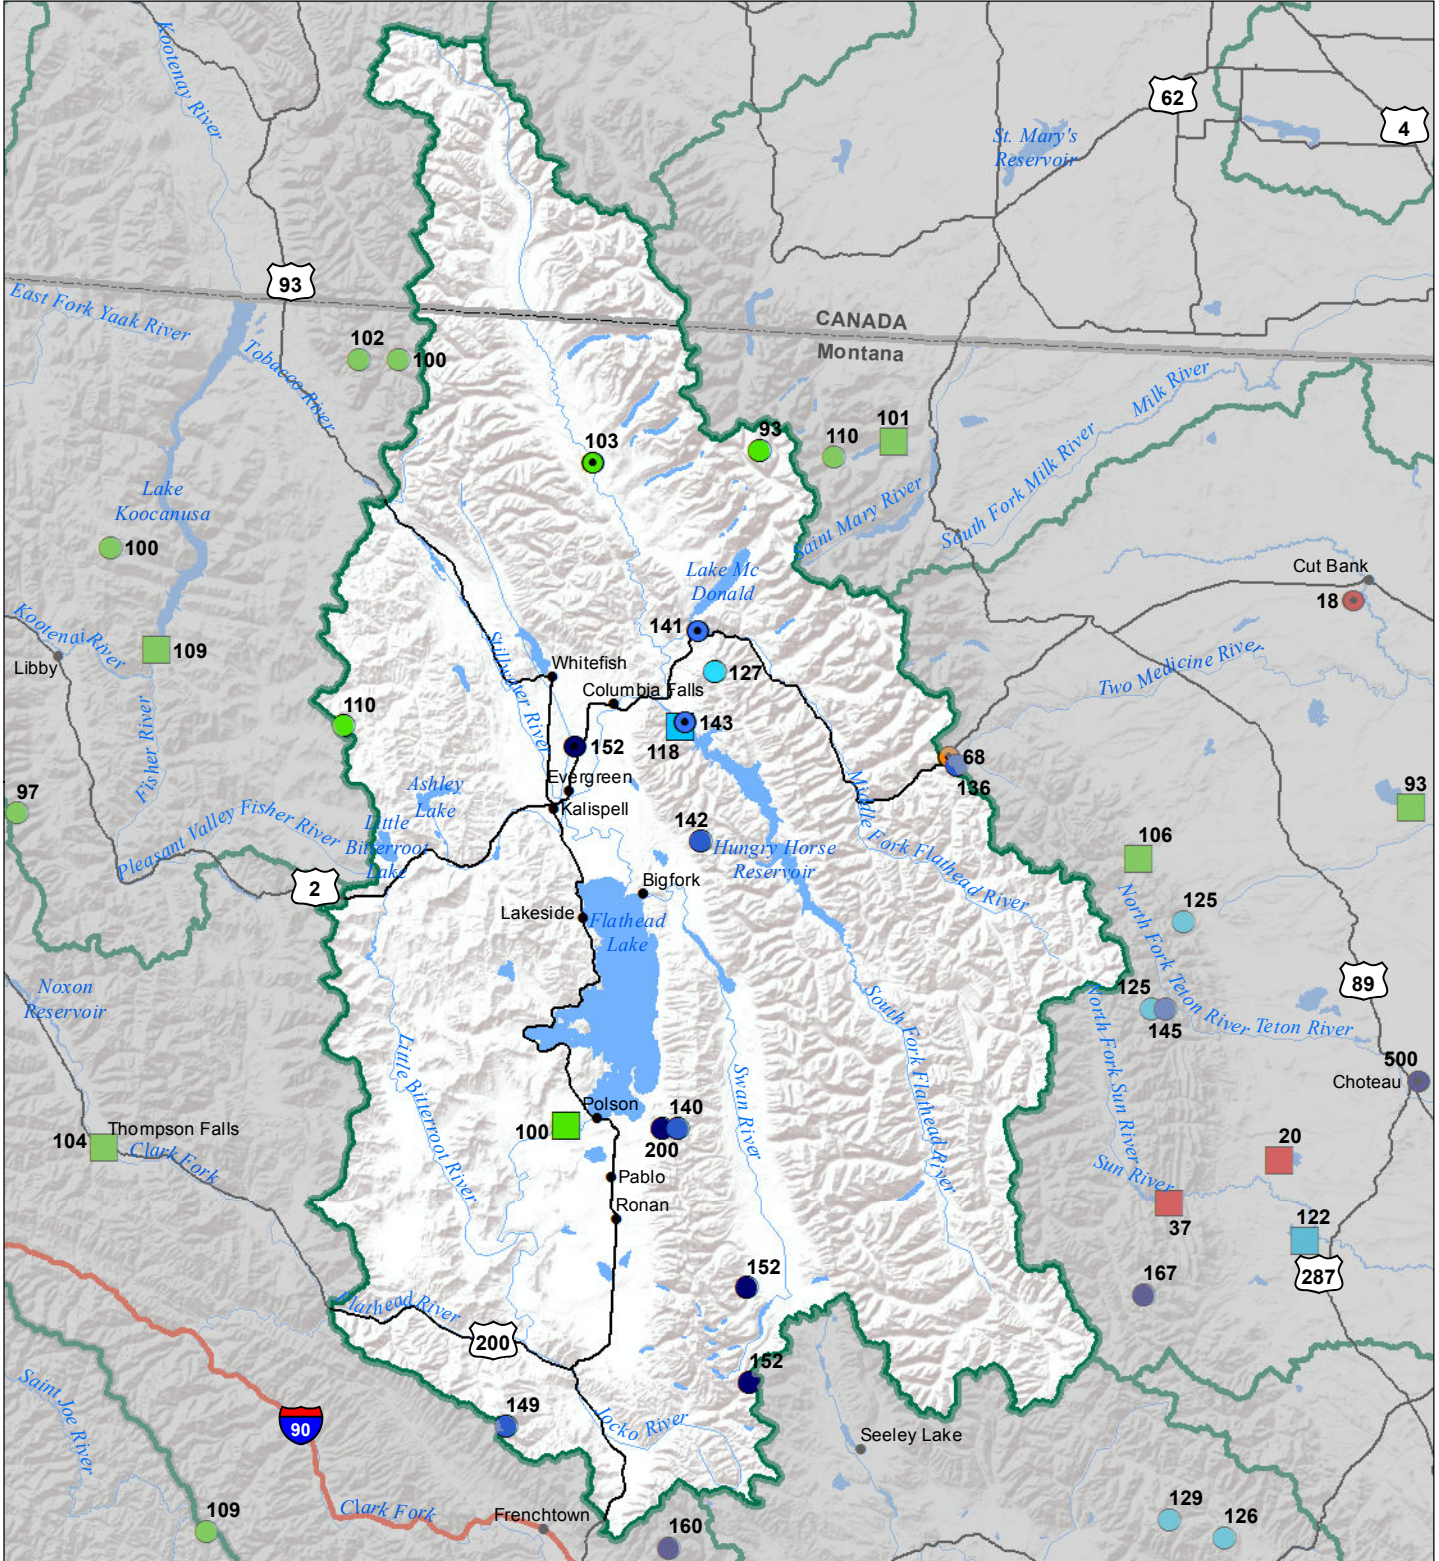 Kootenay River
62
4
St. Mary's
Reservoir
93
East Fork Yaak River
CANADA
Montana
102
100
Tobacco River
Milk River
101
93
110
103
South Fork Milk River
Lake
Koocanusa
Saint Mary River
100
Lake Mc
Donald
Cut Bank
18
Kootenai River
141
109
Libby
Stillwater River
Whitefish
127
Two Medicine River
Columbia Falls
110
Fisher River
143
118
152
68
136
Evergreen
Ashley
Lake
97
93
Kalispell
Pleasant Valley Fisher River
Little
Bitterroot
Lake
142
Hungry Horse
Reservoir
Middle Fork Flathead River
106
2
Bigfork
North Fork Teton River
125
Lakeside
Flathead
Lake
Noxon
Reservoir
89
125
145
Teton River
South Fork Flathead River
North Fork Sun River
Little Bitterroot River
500
Choteau
Swan River
Polson
140
100
200
Thompson Falls
104
Clark Fork
20
Sun River
Pablo
Ronan
37
122
287
152
167
Flathead River
200
152
Saint Joe River
149
Jocko River
90
Seeley Lake
Clark Fork
109
Frenchtown
160
129
126